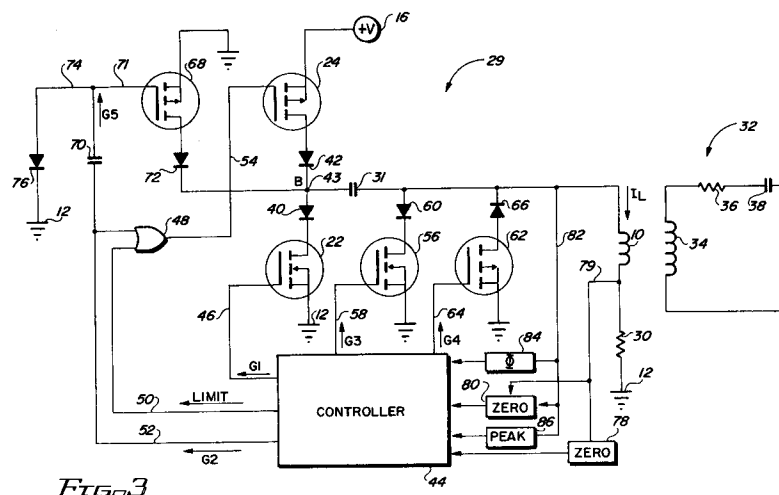 16
+V
29
74
71
68
24
32
G5
70
54
72
42
76
B
43
31
I_L
36
38
12
48
40
60
66
82
10
34
22
56
62
79
46
12
58
G3
64
G4
84
Φ
30
G1
80
ZERO
12
50
LIMIT
CONTROLLER
PEAK
86
78
52
G2
44
ZERO
FIG-3